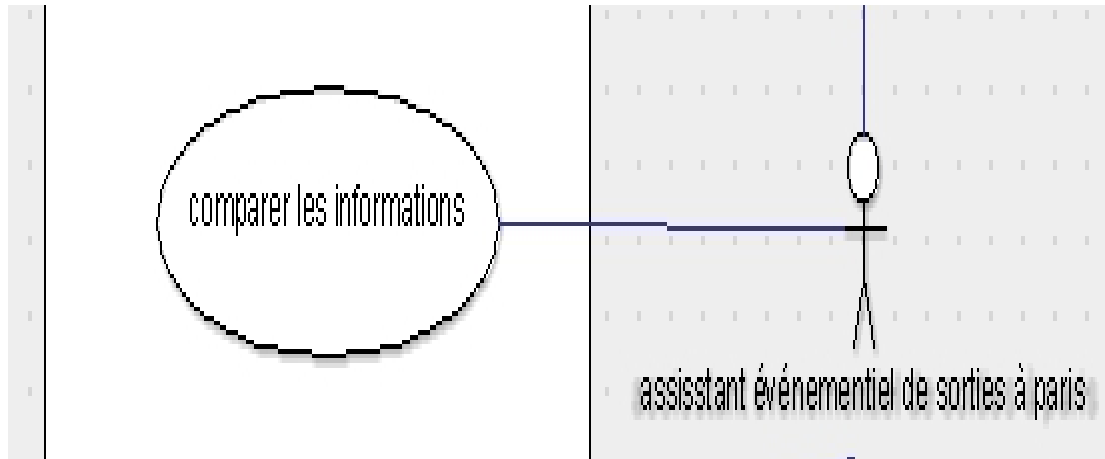 comparer les informations
assisstant événementiel de sorties à paris